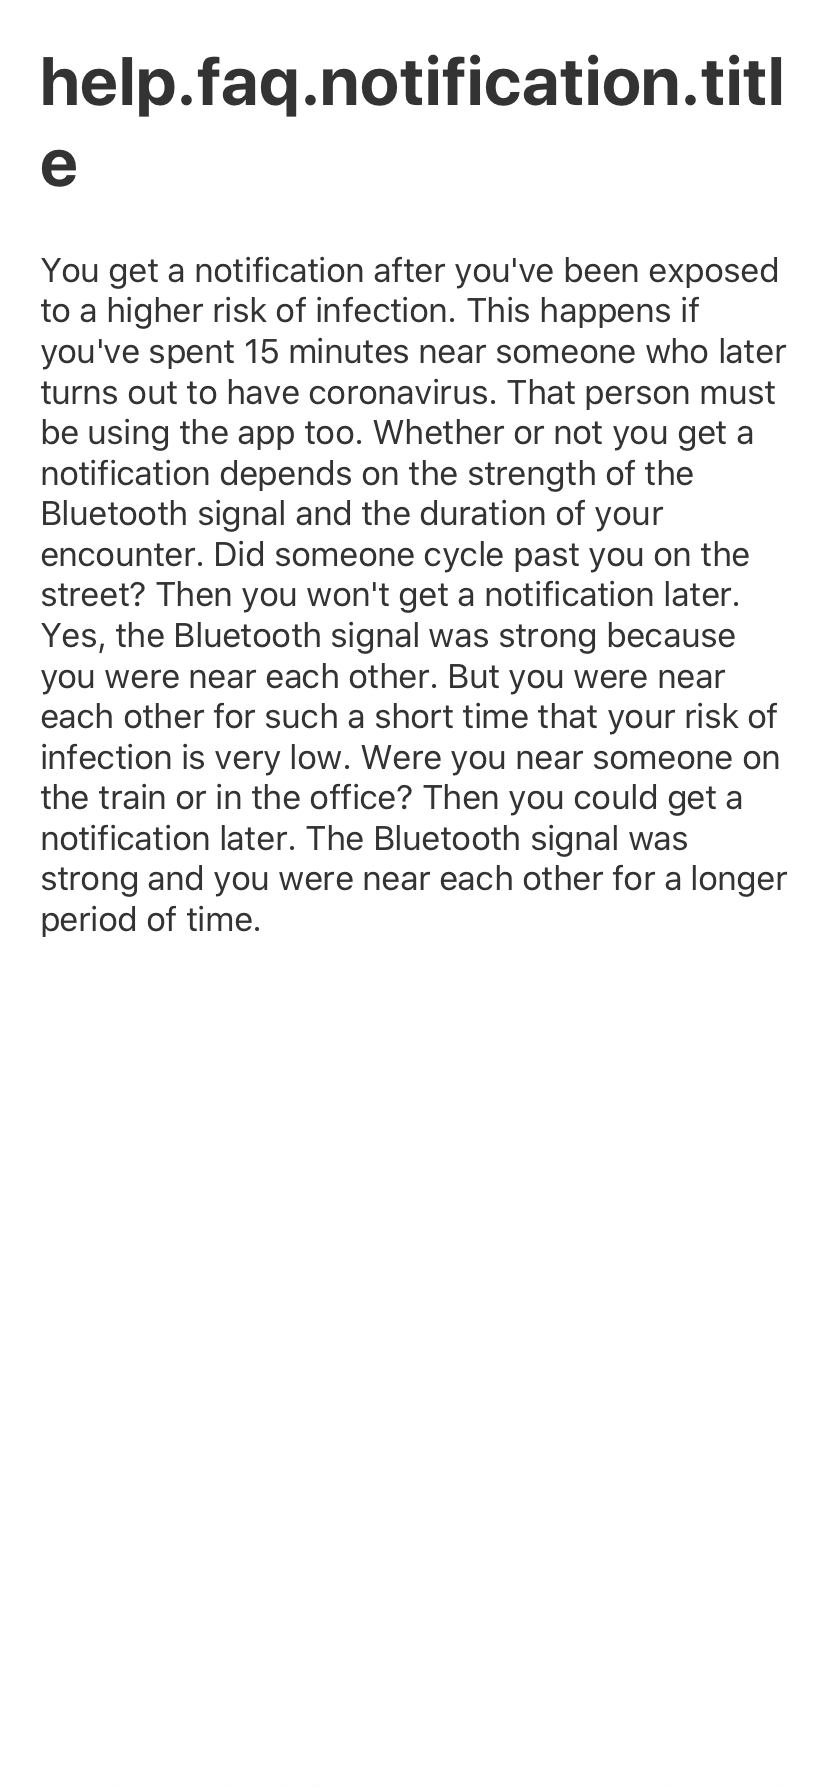 help.faq.notification.titl
e
You get a notification after you've been exposed
to a higher risk of infection. This happens if
you've spent 15 minutes near someone who later
turns out to have coronavirus. That person must
be using the app too. Whether or not you get a
notification depends on the strength of the
Bluetooth signal and the duration of your
encounter. Did someone cycle past you on the
street? Then you won't get a notification later.
Yes, the Bluetooth signal was strong because
you were near each other. But you were near
each other for such a short time that your risk of
infection is very low. Were you near someone on
the train or in the office? Then you could get a
notification later. The Bluetooth signal was
strong and you were near each other for a longer
period of time.